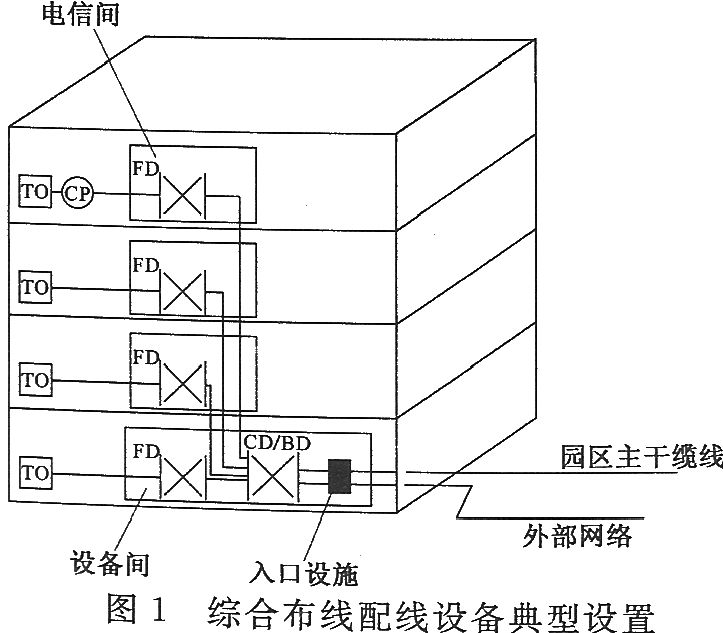 电信间
FD
TO CP
FD
TO
FD
TO
CD/BD
FD
TO
园区主干缆线
外部网络
设备间
入口设施
图 1 综合布线配线设备典型设置